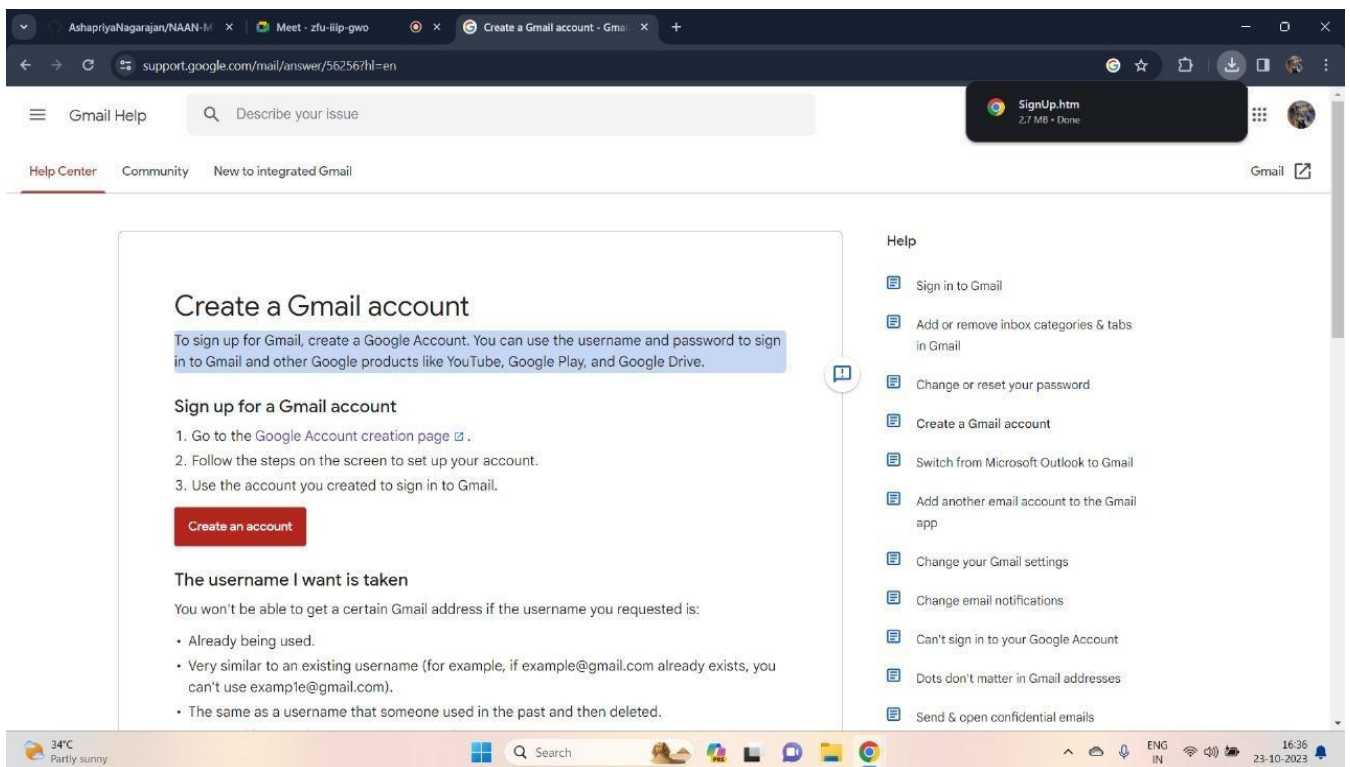 AshapriyaNagarajan/NAAN-M
Meet - zfu-iiip-gwo
Create a Gmail account - Gmai
support.google.com/mail/answer/56256?hl=en
SignUp.htm
2.7 MB • Done
Gmail Help
Describe your issue
Help Center
Community
New to integrated Gmail
Gmail
Create a Gmail account
To sign up for Gmail, create a Google Account. You can use the username and password to sign
in to Gmail and other Google products like YouTube, Google Play, and Google Drive.
Sign up for a Gmail account
1. Go to the Google Account creation page .
2. Follow the steps on the screen to set up your account.
3. Use the account you created to sign in to Gmail.
Create an account
The username I want is taken
You won't be able to get a certain Gmail address if the username you requested is:
• Already being used.
• Very similar to an existing username (for example, if example@gmail.com already exists, you
can't use examp1e@gmail.com).
• The same as a username that someone used in the past and then deleted.
Help
Sign in to Gmail
Add or remove inbox categories & tabs
in Gmail
Change or reset your password
Create a Gmail account
Switch from Microsoft Outlook to Gmail
Add another email account to the Gmail
app
Change your Gmail settings
Change email notifications
Can't sign in to your Google Account
Dots don't matter in Gmail addresses
Send & open confidential emails
34°C
Partly sunny
Search
PRE
ENG
IN
16:36
23-10-2023